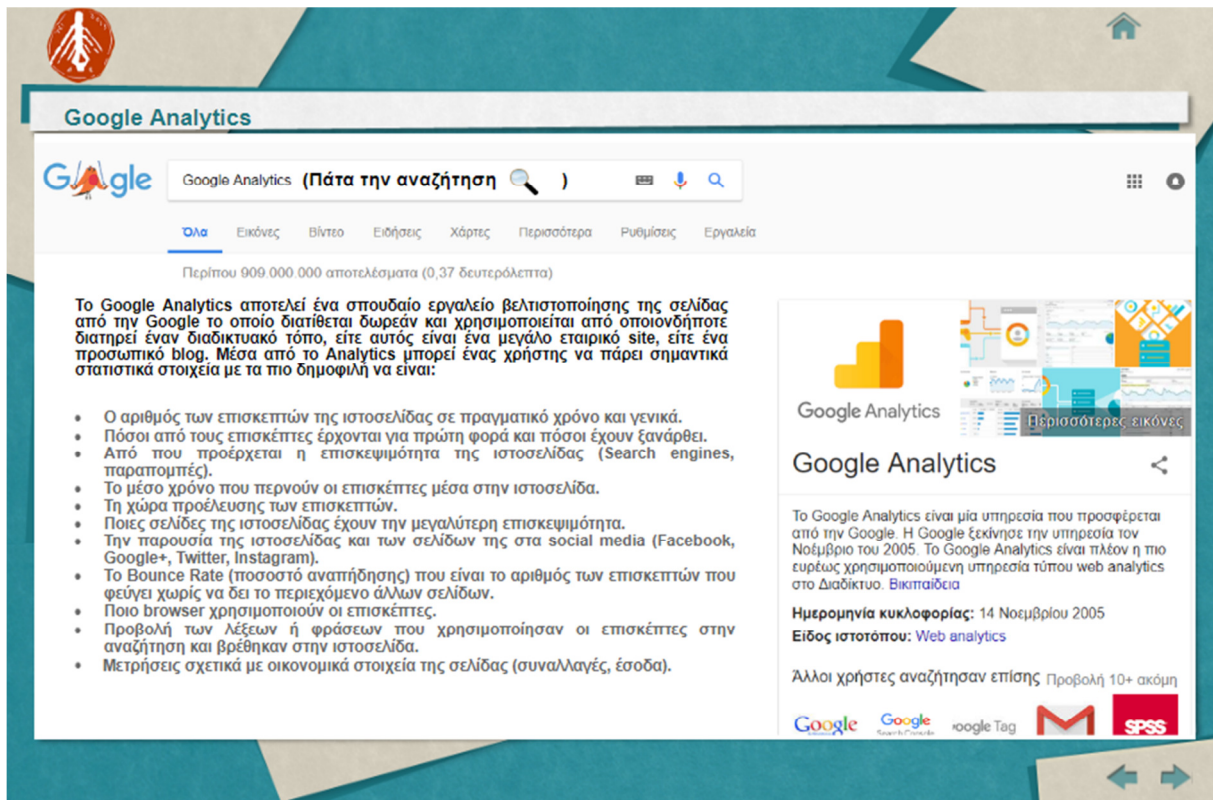 Google Analytics
G gle
Google Analytics (Πάτα την αναζήτηση )
Όλα Εικόνες Βίντεο Ειδήσεις Χάρτες Περισσότερα Ρυθμίσεις Εργαλεία
Περίπου 909.000.000 αποτελέσματα (0,37 δευτερόλεπτα)
Το Google Analytics αποτελεί ένα σπουδαίο εργαλείο βελτιστοποίησης της σελίδας
από την Google το οποίο διατίθεται δωρεάν και χρησιμοποιείται από οποιονδήποτε
διατηρεί έναν διαδικτυακό τόπο, είτε αυτός είναι ένα μεγάλο εταιρικό site, είτε ένα
προσωπικό blog. Μέσα από το Analytics μπορεί ένας χρήστης να πάρει σημαντικά
στατιστικά στοιχεία με τα πιο δημοφιλή να είναι:
• Ο αριθμός των επισκεπτών της ιστοσελίδας σε πραγματικό χρόνο και γενικά.
• Πόσοι από τους επισκέπτες έρχονται για πρώτη φορά και πόσοι έχουν ξανάρθει.
• Από που προέρχεται η επισκεψιμότητα της ιστοσελίδας (Search engines,
παραπομπές).
• Το μέσο χρόνο που περνούν οι επισκέπτες μέσα στην ιστοσελίδα.
• Τη χώρα προέλευσης των επισκεπτών.
• Ποιες σελίδες της ιστοσελίδας έχουν την μεγαλύτερη επισκεψιμότητα.
• Την παρουσία της ιστοσελίδας και των σελίδων της στα social media (Facebook,
Google+, Twitter, Instagram).
• Το Bounce Rate (ποσοστό αναπήδησης) που είναι το αριθμός των επισκεπτών που
φεύγει χωρίς να δει το περιεχόμενο άλλων σελίδων.
• Ποιο browser χρησιμοποιούν οι επισκέπτες.
• Προβολή των λέξεων ή φράσεων που χρησιμοποίησαν οι επισκέπτες στην
αναζήτηση και βρέθηκαν στην ιστοσελίδα.
• Μετρήσεις σχετικά με οικονομικά στοιχεία της σελίδας (συναλλαγές, έσοδα).
Google Analytics
Περισσότερες εικόνες
Google Analytics
Το Google Analytics είναι μία υπηρεσία που προσφέρεται
από την Google. Η Google ξεκίνησε την υπηρεσία τον
Νοέμβριο του 2005. Το Google Analytics είναι πλέον η πιο
ευρέως χρησιμοποιούμενη υπηρεσία τύπου web analytics
στο Διαδίκτυο. Βικιπαίδεια
Ημερομηνία κυκλοφορίας: 14 Νοεμβρίου 2005
Είδος ιστοτόπου: Web analytics
Άλλοι χρήστες αναζήτησαν επίσης Προβολή 10+ ακόμη
Google Google oogle Tag SPSS
Search Console